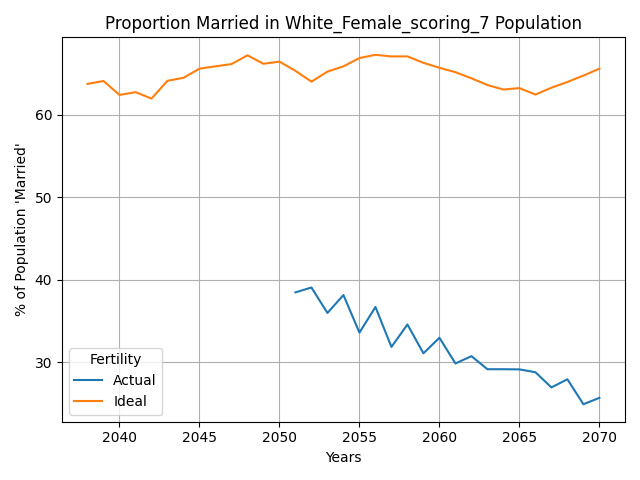 Proportion Married in White_Female_scoring_7 Population
% of Population 'Married'
60
50
40
30
Fertility
Actual
Ideal
2040 2045 2050 2055 2060 2065 2070
Years